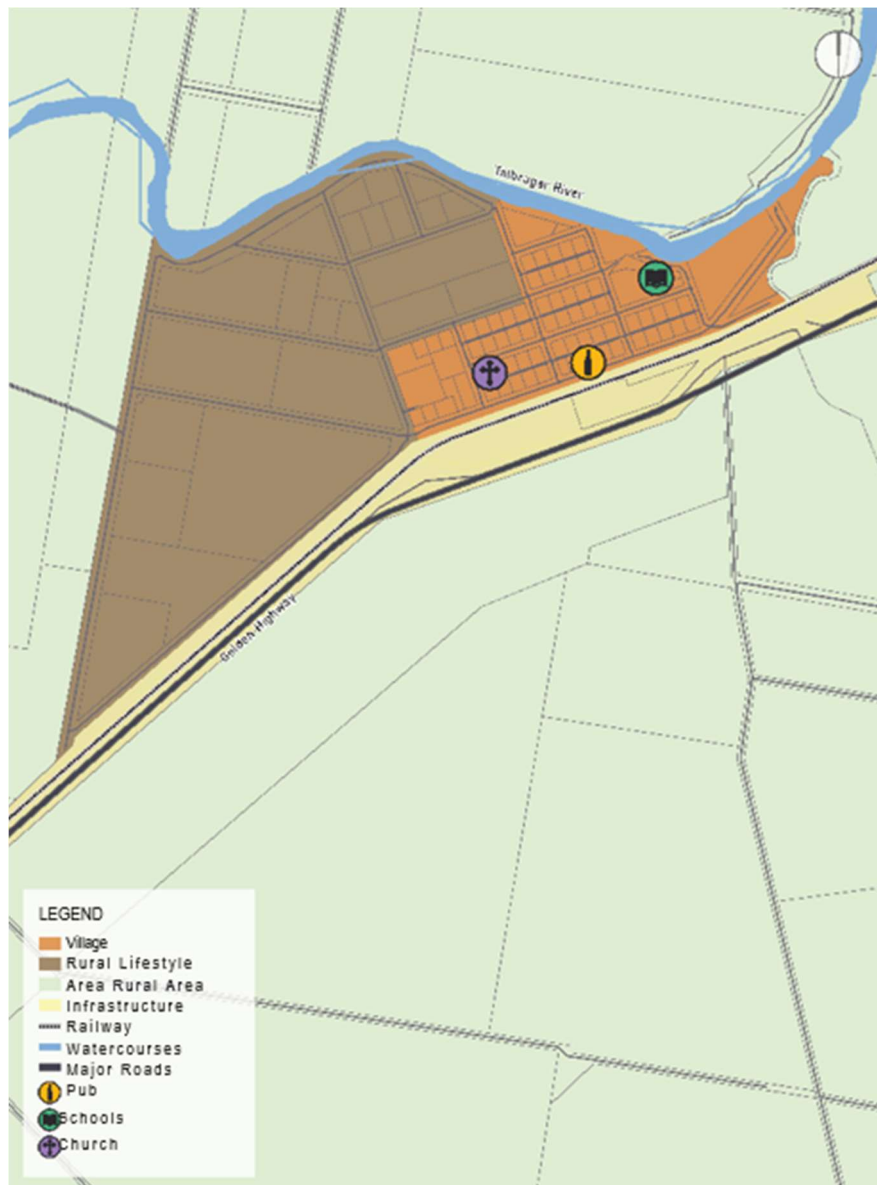 Talbragar River
Golden Highway
LEGEND
Village
Rural Lifestyle
Area Rural Area
Infrastructure
Railway
Watercourses
Major Roads
Pub
Schools
Church